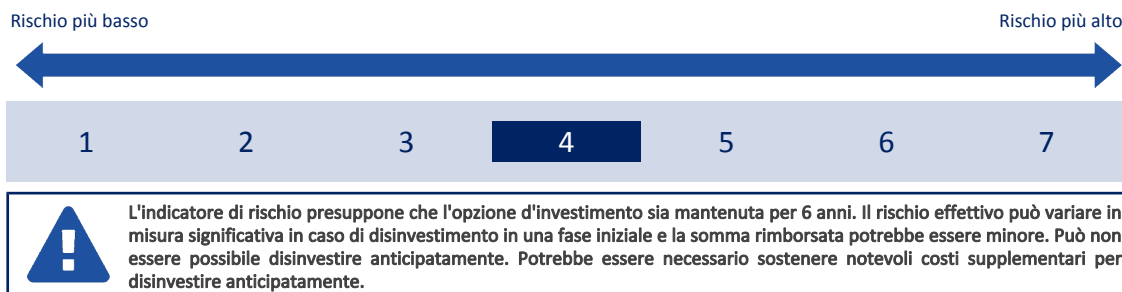 Rischio più basso Rischio più alto
1 2 3 4 5 6 7
L'indicatore di rischio presuppone che l'opzione d'investimento sia mantenuta per 6 anni. Il rischio effettivo può variare in
misura significativa in caso di disinvestimento in una fase iniziale e la somma rimborsata potrebbe essere minore. Può non
essere possibile disinvestire anticipatamente. Potrebbe essere necessario sostenere notevoli costi supplementari per
disinvestire anticipatamente.